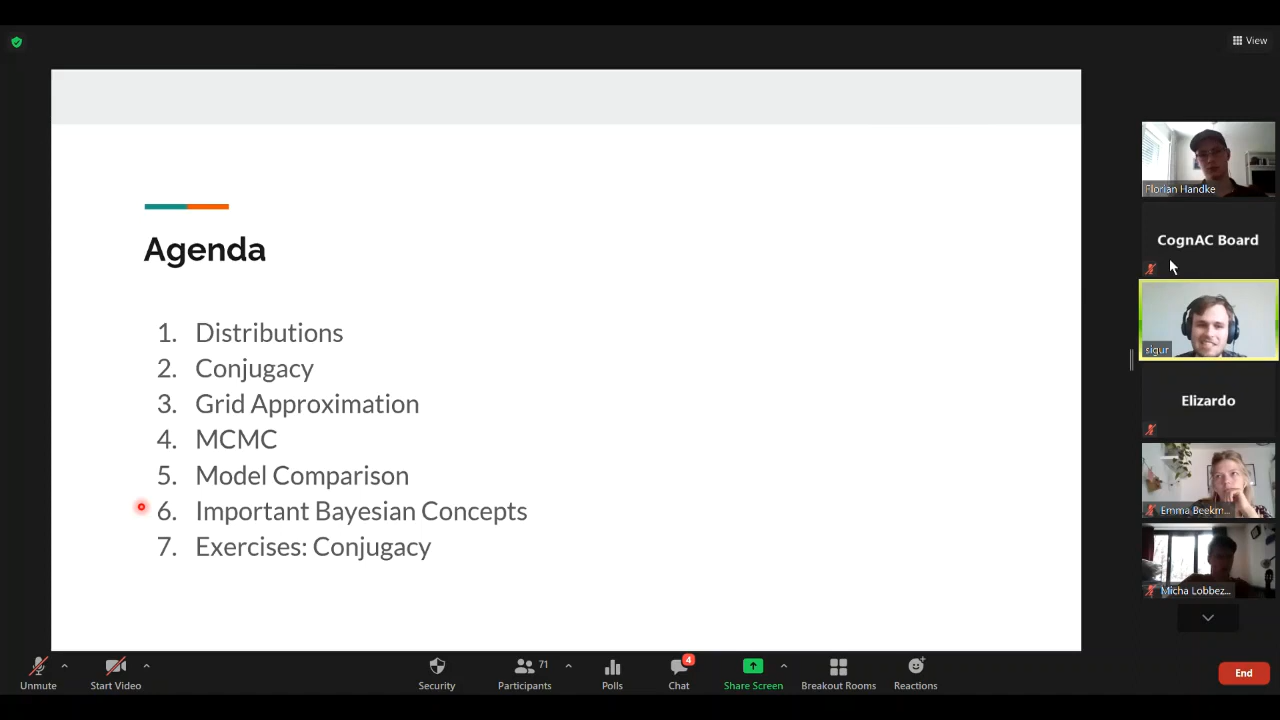 View
Agenda
1. Distributions
2. Conjugacy
3. Grid Approximation
4. MCMC
5. Model Comparison
6. Important Bayesian Concepts
7. Exercises: Conjugacy
Florian Handke
CognAC Board
sigur
Elizardo
Emma Beekm...
Micha Lobbez...
Unmute
Start Video
Security
71
Participants
Polls
4
Chat
Share Screen
Breakout Rooms
Reactions
End